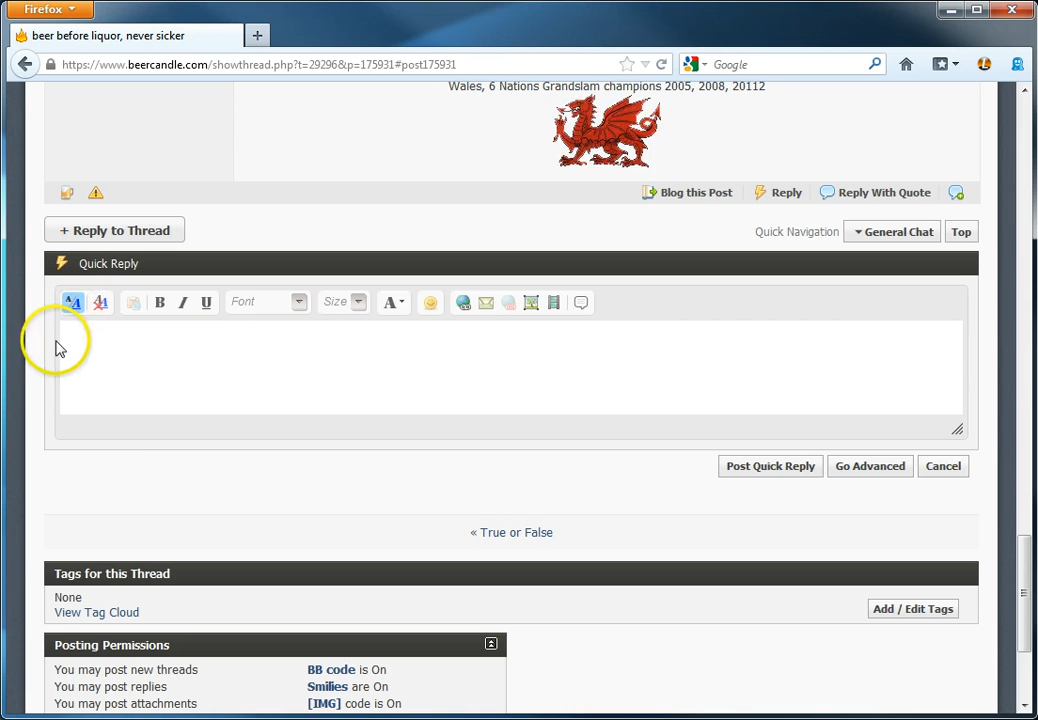 Firefox
beer before liquor, never sicker
https://www.beercandle.com/showthread.php?t=29296&p=175931#post175931
Google
Wales, 6 Nations Grandslam champions 2005, 2008, 20112
Blog this Post
Reply
Reply With Quote
+ Reply to Thread
Quick Navigation
General Chat
Top
Quick Reply
B I U
Font
Size
A
Post Quick Reply
Go Advanced
Cancel
« True or False
Tags for this Thread
None
View Tag Cloud
Add / Edit Tags
Posting Permissions
You may post new threads
BB code is On
You may post replies
Smilies are On
You may post attachments
[IMG] code is On